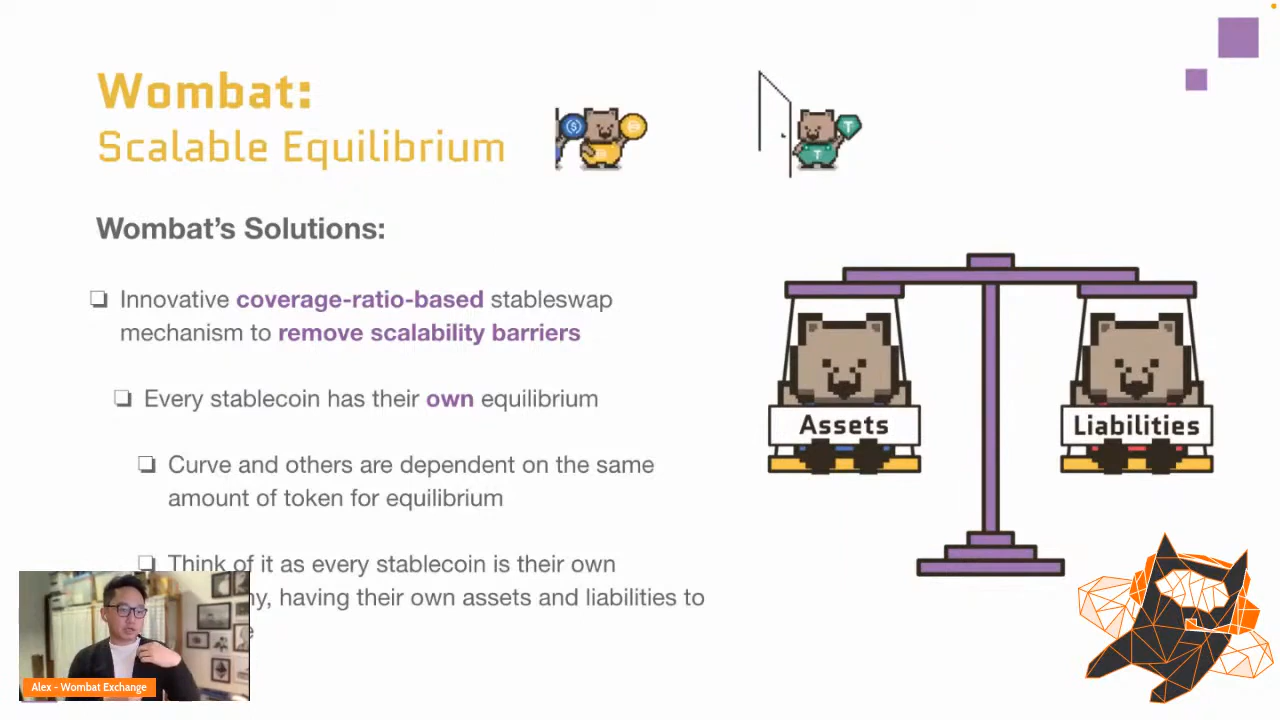 Wombat:
Scalable Equilibrium
Wombat's Solutions:
Innovative coverage-ratio-based stableswap
mechanism to remove scalability barriers
Every stablecoin has their own equilibrium
Curve and others are dependent on the same
amount of token for equilibrium
Think of it as every stablecoin is their own
having their own assets and liabilities to
Assets
Liabilities
T
T
Alex - Wombat Exchange